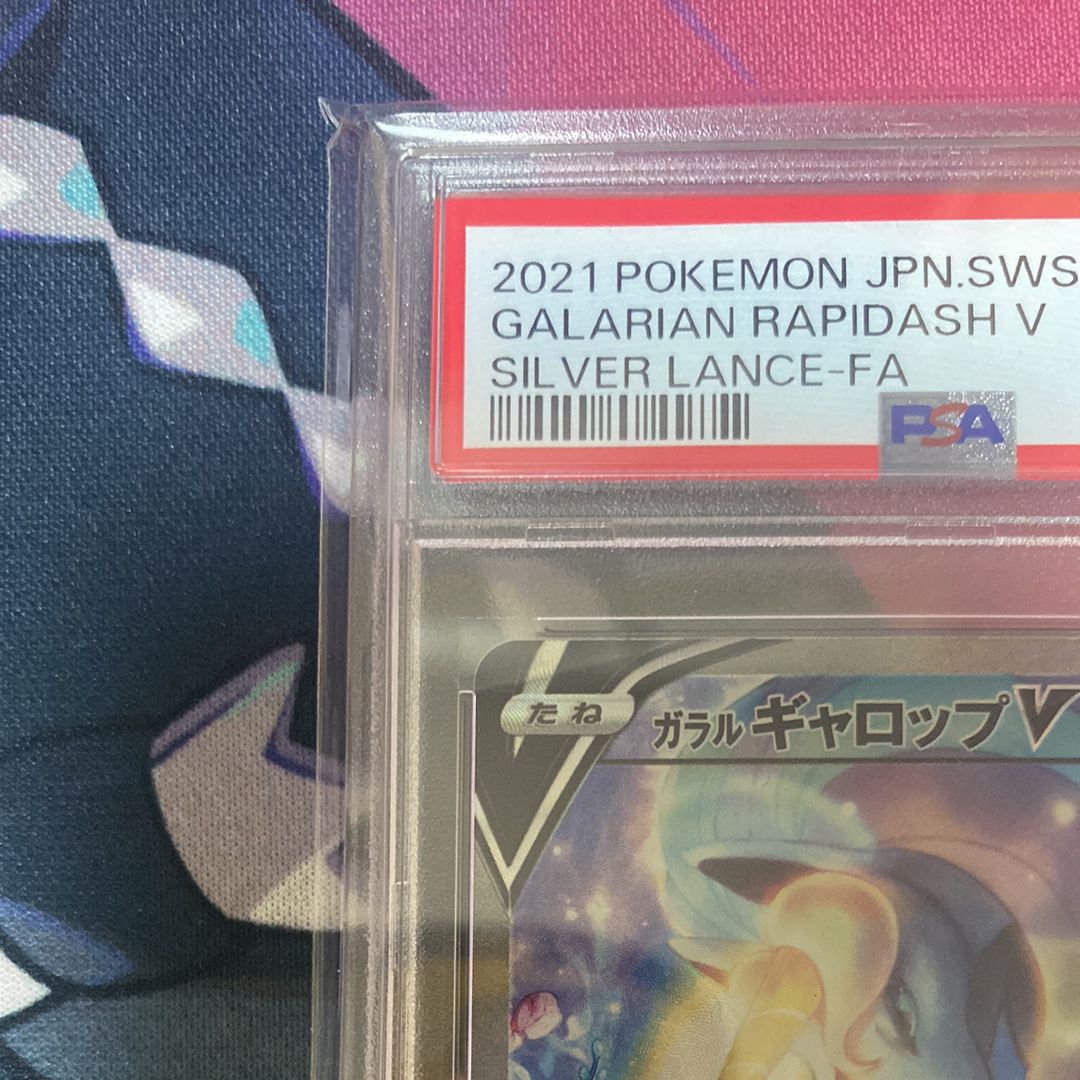 2021 POKEMON JPN.SWS
GALARIAN RAPIDASH V
SILVER LANCE-FA
PSA
たね
ガラル ギャロップV